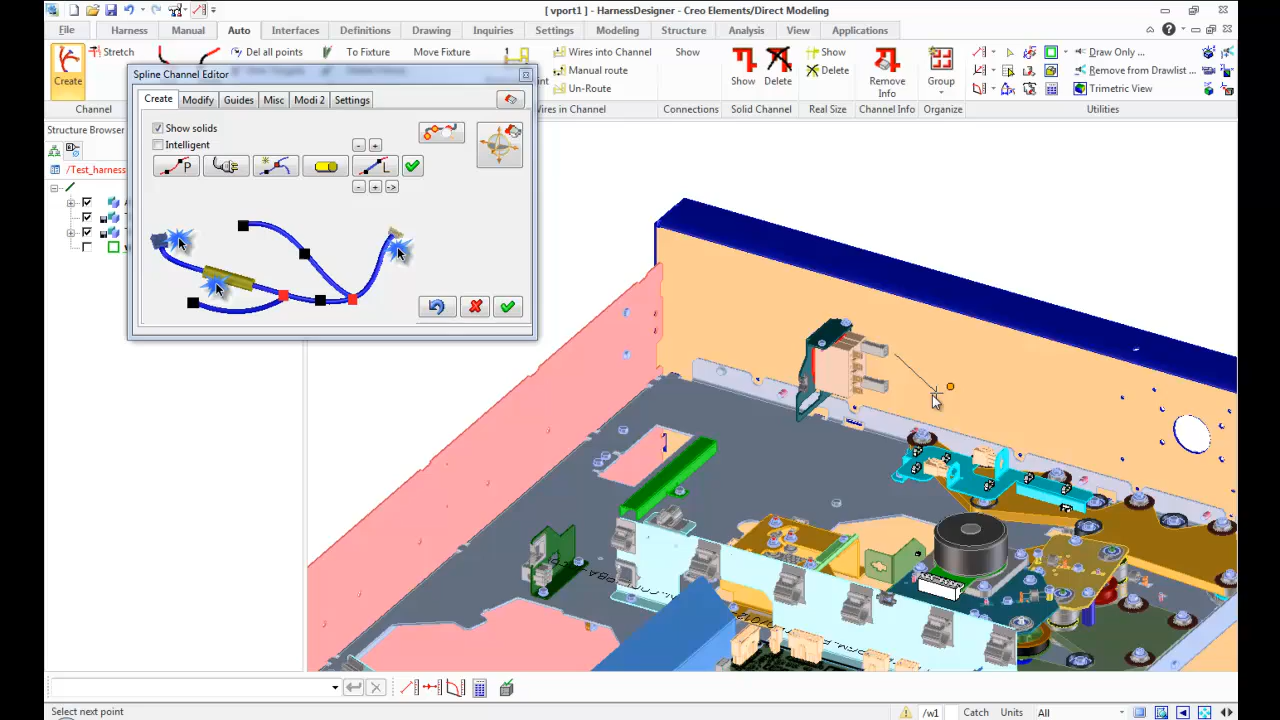 [ vport1 ] - HarnessDesigner - Creo Elements/Direct Modeling
File
Harness
Manual
Auto
Interfaces
Definitions
Drawing
Inquiries
Settings
Modeling
Structure
Analysis
View
Applications
Create
Stretch
Del all points
To Fixture
Move Fixture
Wires into Channel
Manual route
Un-Route
Show
Show
Delete
Show
Delete
Remove
Info
Group
Draw Only ...
Remove from Drawlist ...
Trimetric View
Channel
Connections
Solid Channel
Real Size
Channel Info
Organize
Utilities
Spline Channel Editor
Create
Modify
Guides
Misc
Modi 2
Settings
Show solids
Intelligent
P
L
Structure Browser
/Test_harness
Select next point
/w1
Catch
Units
All